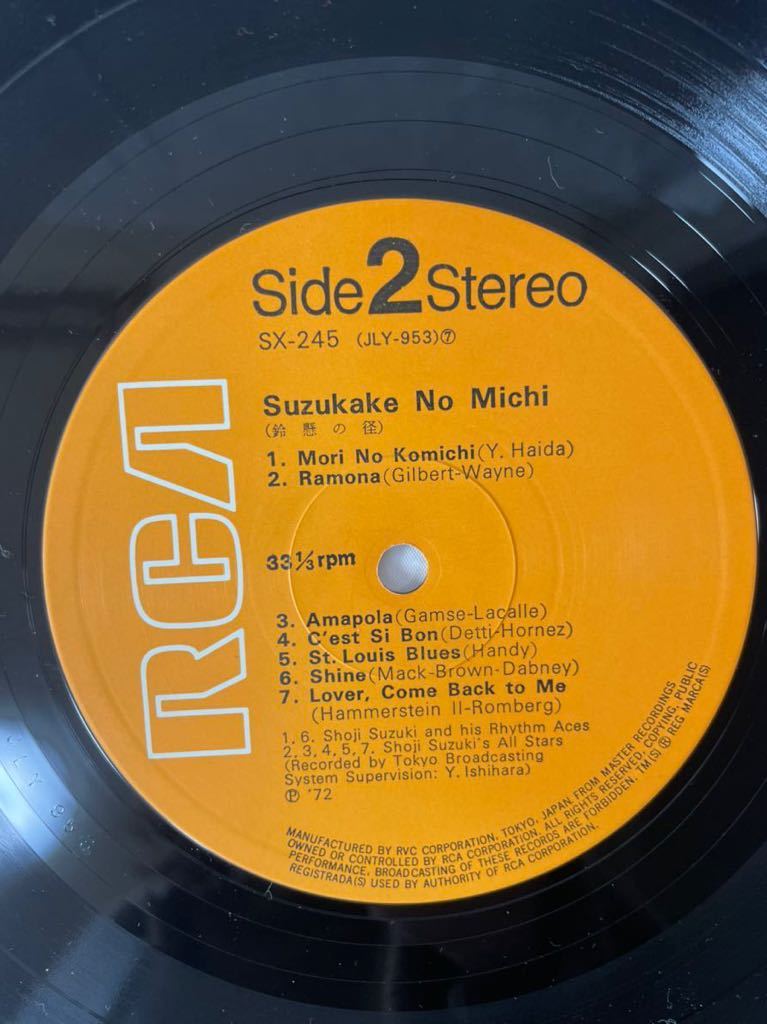 Side 2 Stereo
SX-245 (JLY-953)⑦
RCA
Suzukake No Michi
(鈴懸の径)
1. Mori No Komichi(Y. Haida)
2. Ramona(Gilbert-Wayne)
33⅓rpm
3. Amapola(Gamse-Lacalle)
4. C'est Si Bon(Detti-Hornez)
5. St. Louis Blues(Handy)
6. Shine(Mack-Brown-Dabney)
7. Lover, Come Back to Me
(Hammerstein II-Romberg)
1, 6. Shoji Suzuki and his Rhythm Aces
2, 3, 4, 5, 7. Shoji Suzuki's All Stars
(Recorded by Tokyo Broadcasting
System Supervision: Y. Ishihara)
Ⓟ '72
MANUFACTURED BY RVC CORPORATION, TOKYO, JAPAN, FROM MASTER RECORDINGS
OWNED OR CONTROLLED BY RCA CORPORATION. ALL RIGHTS RESERVED, COPYING, PUBLIC
PERFORMANCE, BROADCASTING OF THESE RECORDS ARE FORBIDDEN. TM(S) ® REG MARCA(S)
REGISTRADA(S) USED BY AUTHORITY OF RCA CORPORATION.
JLY 953